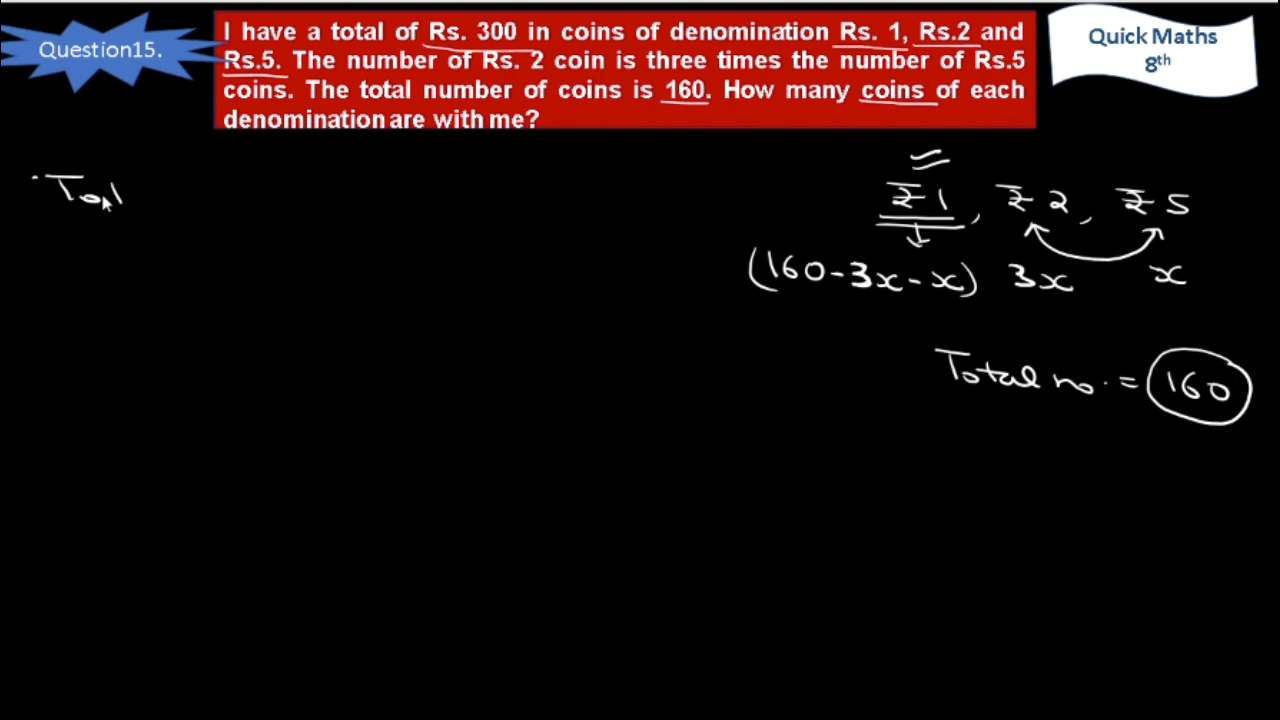 Question15.
I have a total of Rs. 300 in coins of denomination Rs. 1, Rs.2 and
Rs.5. The number of Rs. 2 coin is three times the number of Rs.5
coins. The total number of coins is 160. How many coins of each
denomination are with me?
Quick Maths
8th
Tot
₹ 1, ₹ 2, ₹ 5
(160-3x-x) 3x x
Total no. = 160